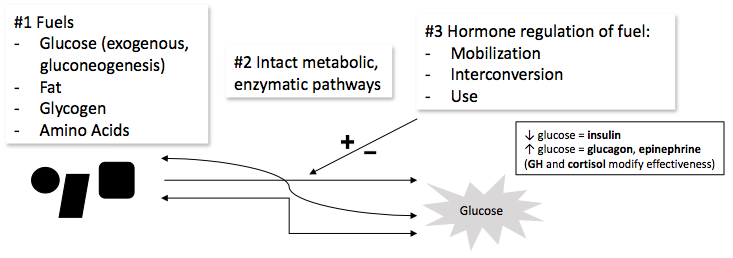 #1 Fuels
- Glucose (exogenous,
gluconeogenesis)
- Fat
- Glycogen
- Amino Acids
#2 Intact metabolic,
enzymatic pathways
#3 Hormone regulation of fuel:
- Mobilization
- Interconversion
- Use
+ –
↓ glucose = insulin
↑ glucose = glucagon, epinephrine
(GH and cortisol modify effectiveness)
Glucose